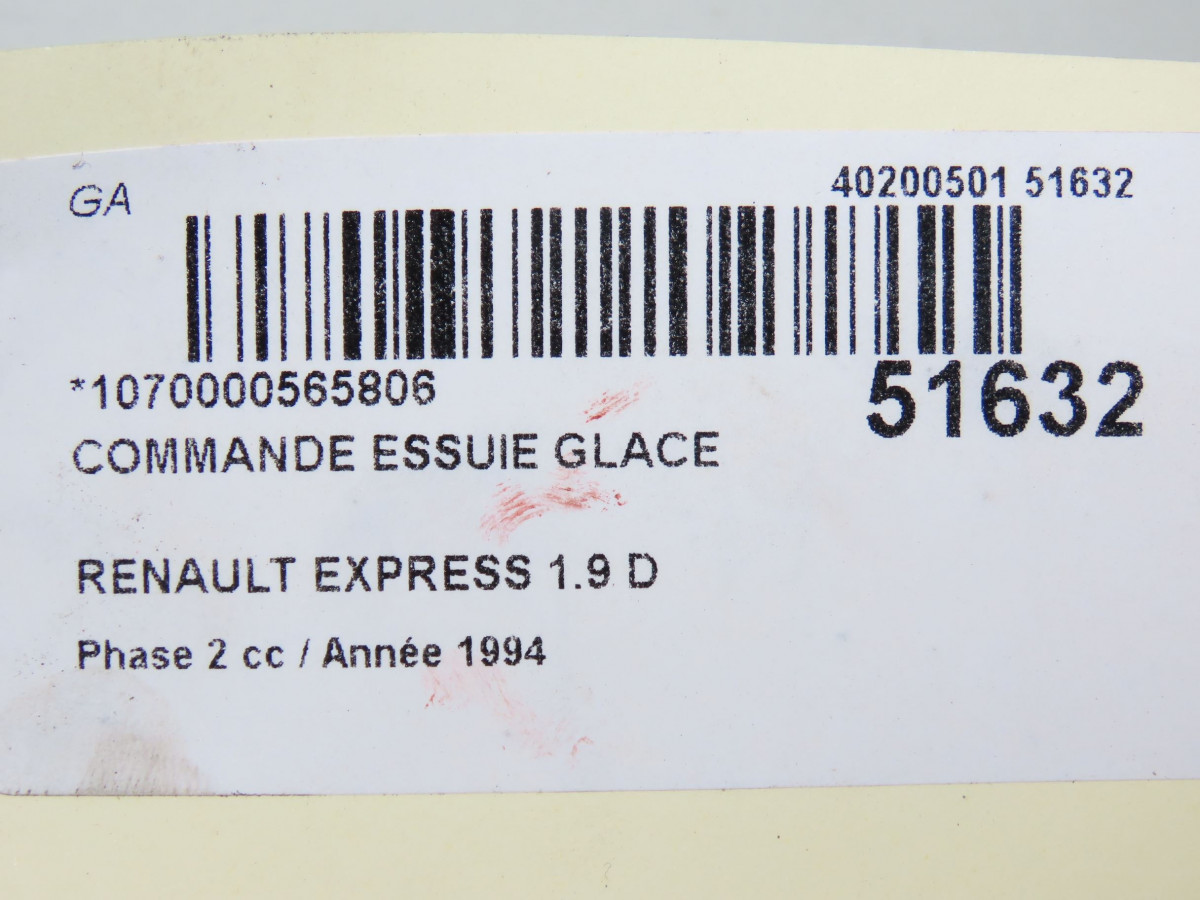 GA
40200501 51632
*1070000565806
51632
COMMANDE ESSUIE GLACE
RENAULT EXPRESS 1.9 D
Phase 2 cc / Année 1994